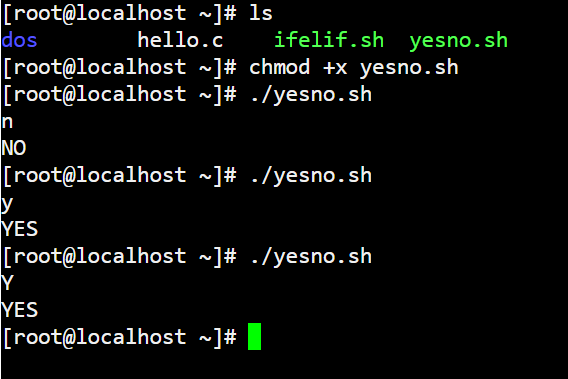 [root@localhost ~]# ls
dos        hello.c    ifelif.sh  yesno.sh
[root@localhost ~]# chmod +x yesno.sh
[root@localhost ~]# ./yesno.sh
n
NO
[root@localhost ~]# ./yesno.sh
y
YES
[root@localhost ~]# ./yesno.sh
Y
YES
[root@localhost ~]#